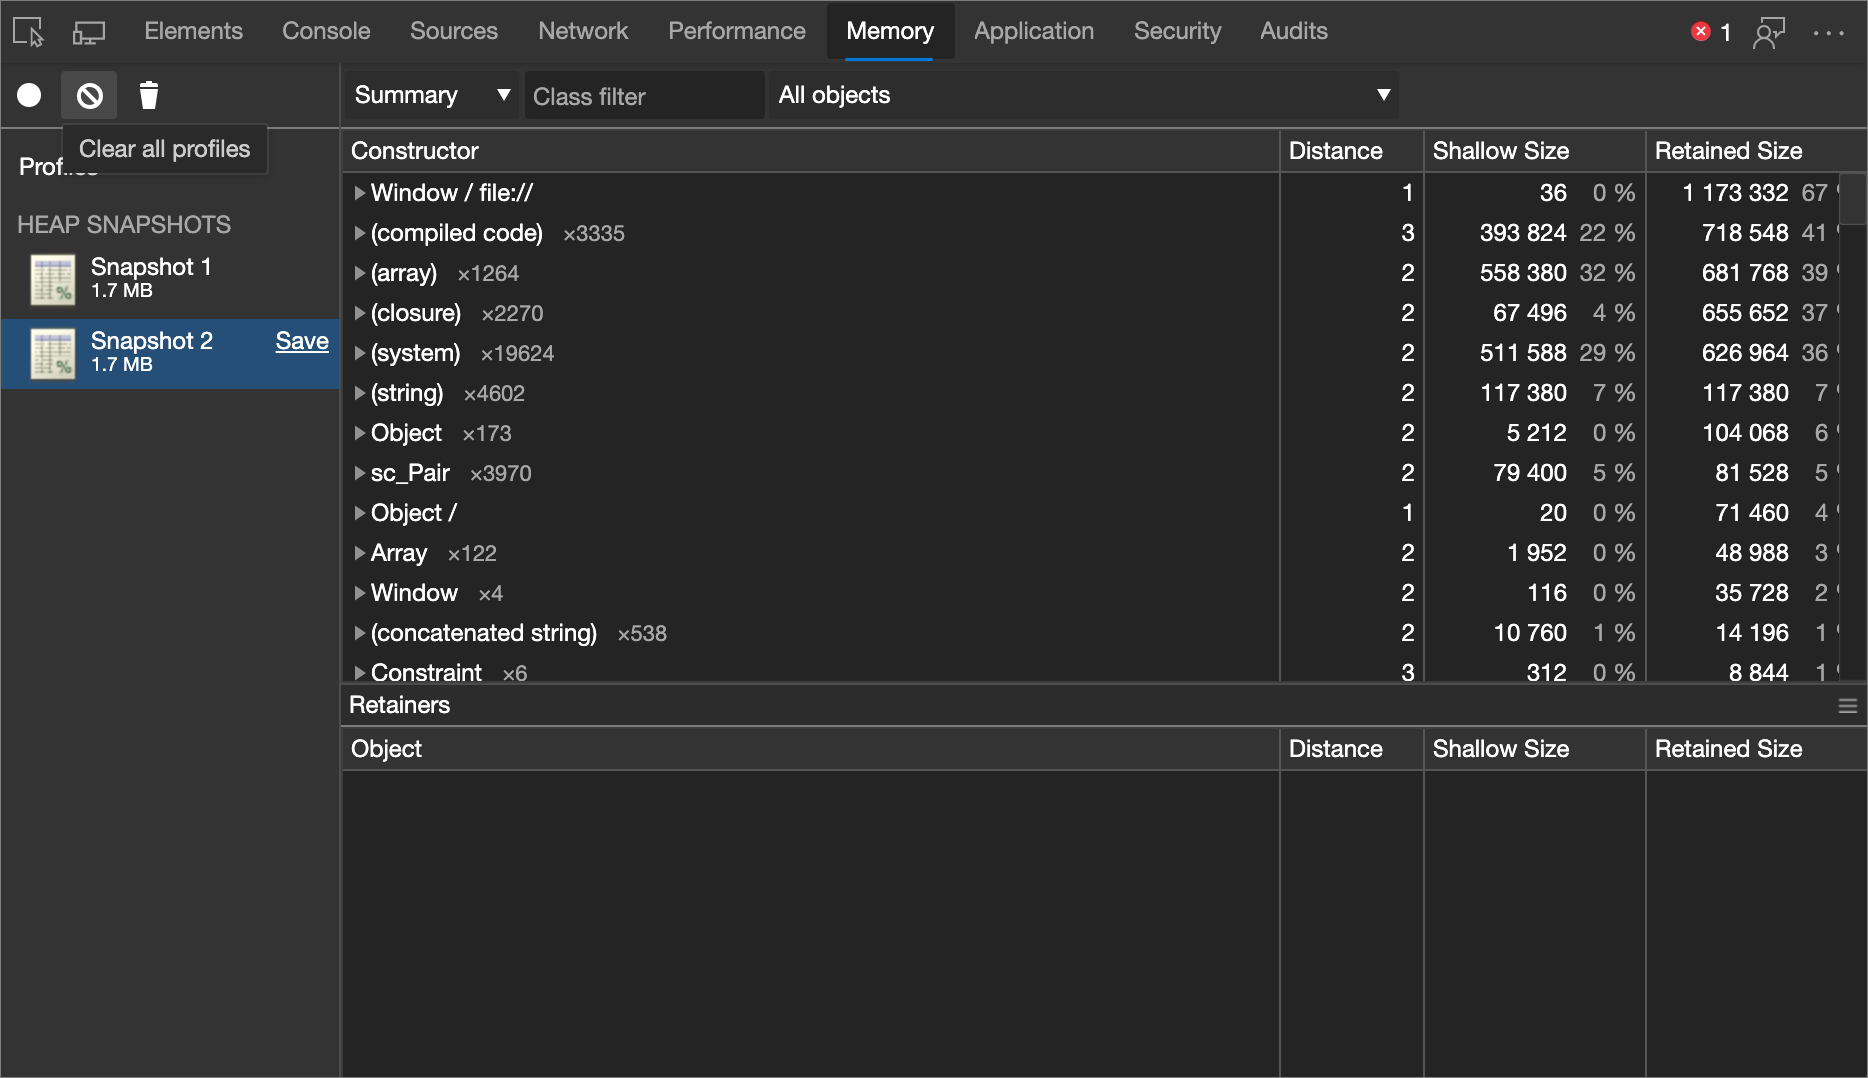 Elements Console Sources Network Performance Memory Application Security Audits 1
Summary Class filter All objects
Clear all profiles
HEAP SNAPSHOTS
Snapshot 1
1.7 MB
Snapshot 2 Save
1.7 MB
Constructor Distance Shallow Size Retained Size
Window / file:// 1 36 0 % 1 173 332 67
(compiled code) ×3335 3 393 824 22 % 718 548 41
(array) ×1264 2 558 380 32 % 681 768 39
(closure) ×2270 2 67 496 4 % 655 652 37
(system) ×19624 2 511 588 29 % 626 964 36
(string) ×4602 2 117 380 7 % 117 380 7
Object ×173 2 5 212 0 % 104 068 6
sc_Pair ×3970 2 79 400 5 % 81 528 5
Object / 1 20 0 % 71 460 4
Array ×122 2 1 952 0 % 48 988 3
Window ×4 2 116 0 % 35 728 2
(concatenated string) ×538 2 10 760 1 % 14 196 1
Constraint ×6 3 312 0 % 8 844 1
Retainers
Object Distance Shallow Size Retained Size